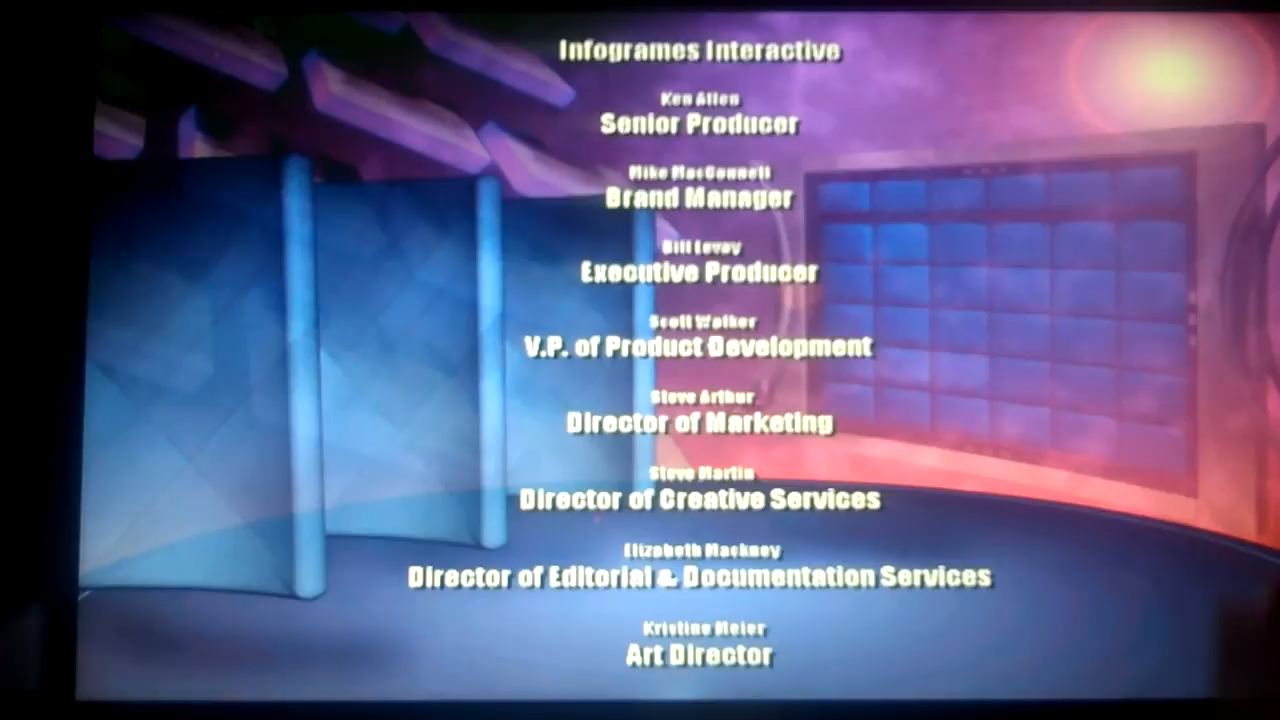 Infogrames Interactive
Ken Allen
Senior Producer
Mike MacConnell
Brand Manager
Bill Levay
Executive Producer
Scott Walker
V.P. of Product Development
Steve Arthur
Director of Marketing
Steve Martin
Director of Creative Services
Elizabeth Mackney
Director of Editorial & Documentation Services
Kristine Meier
Art Director